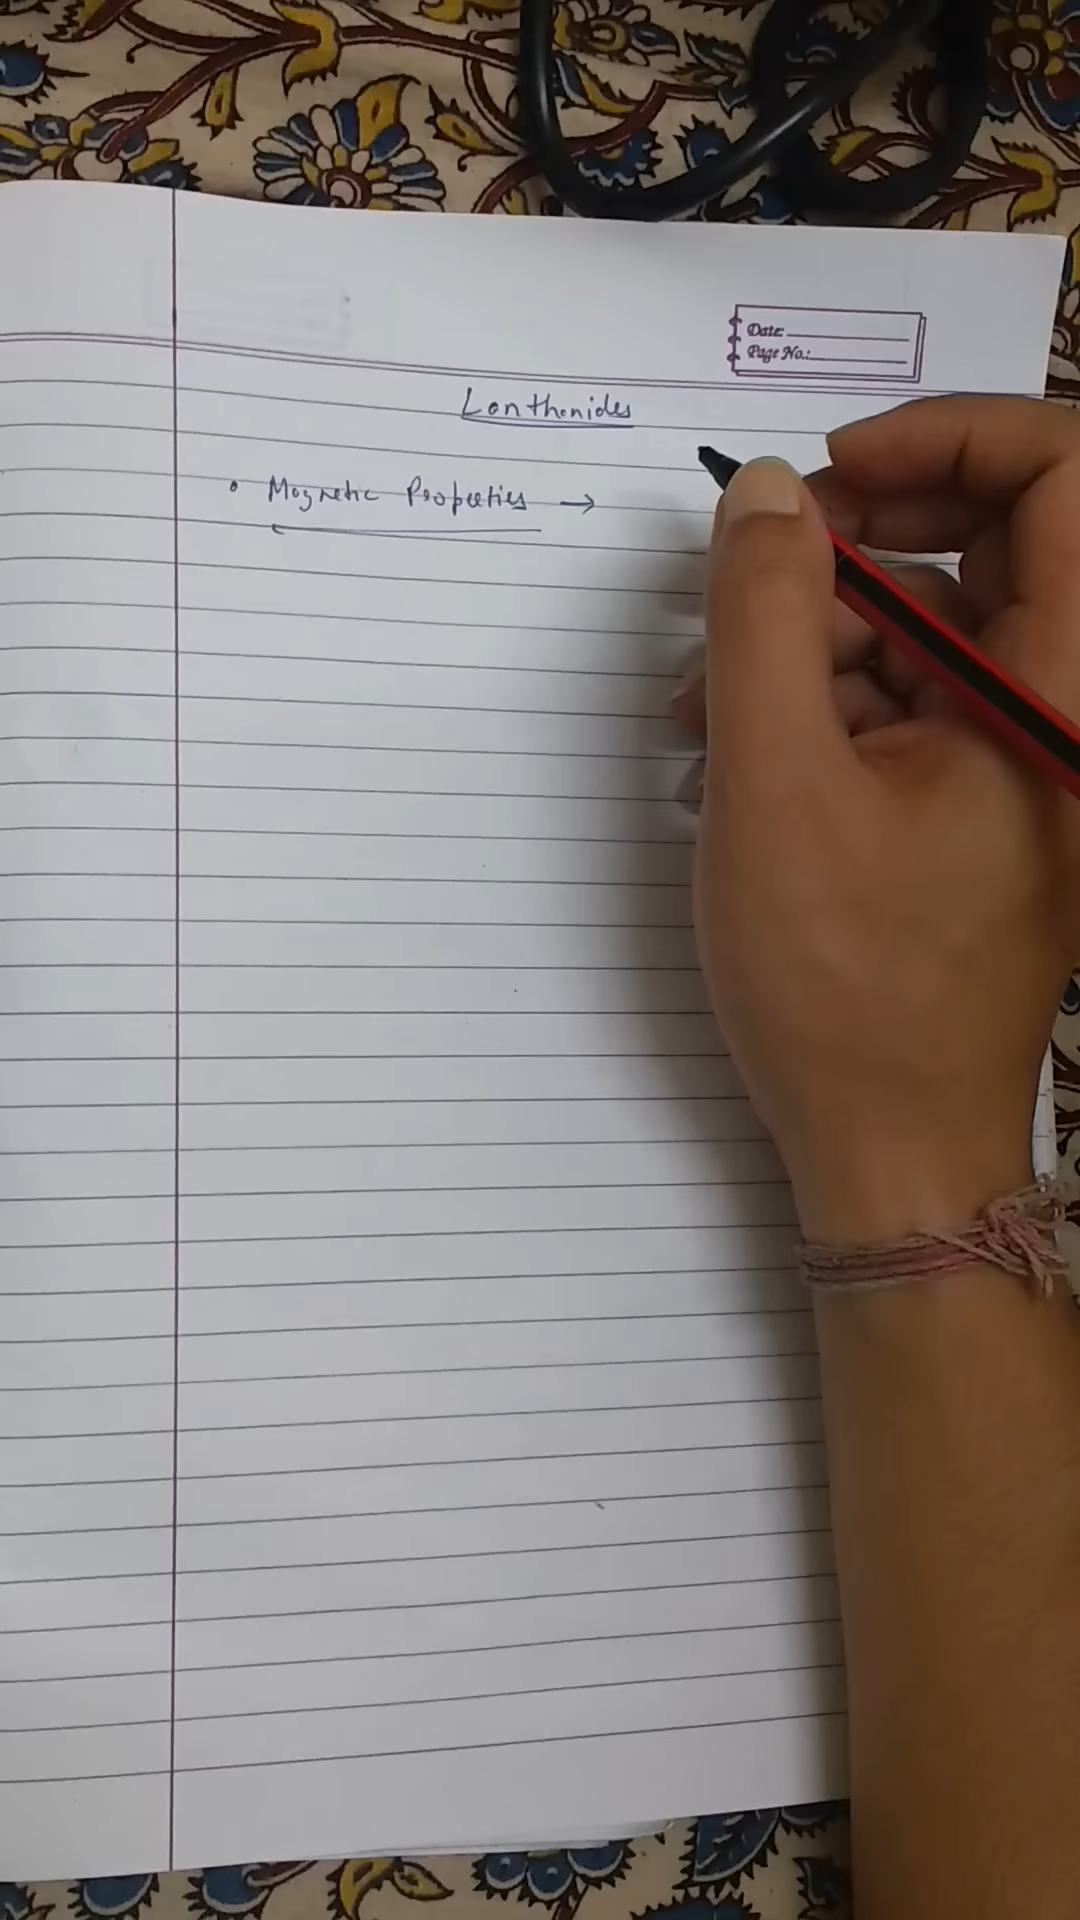 Date:
Page No.:
Lanthanides
• Magnetic Properties →